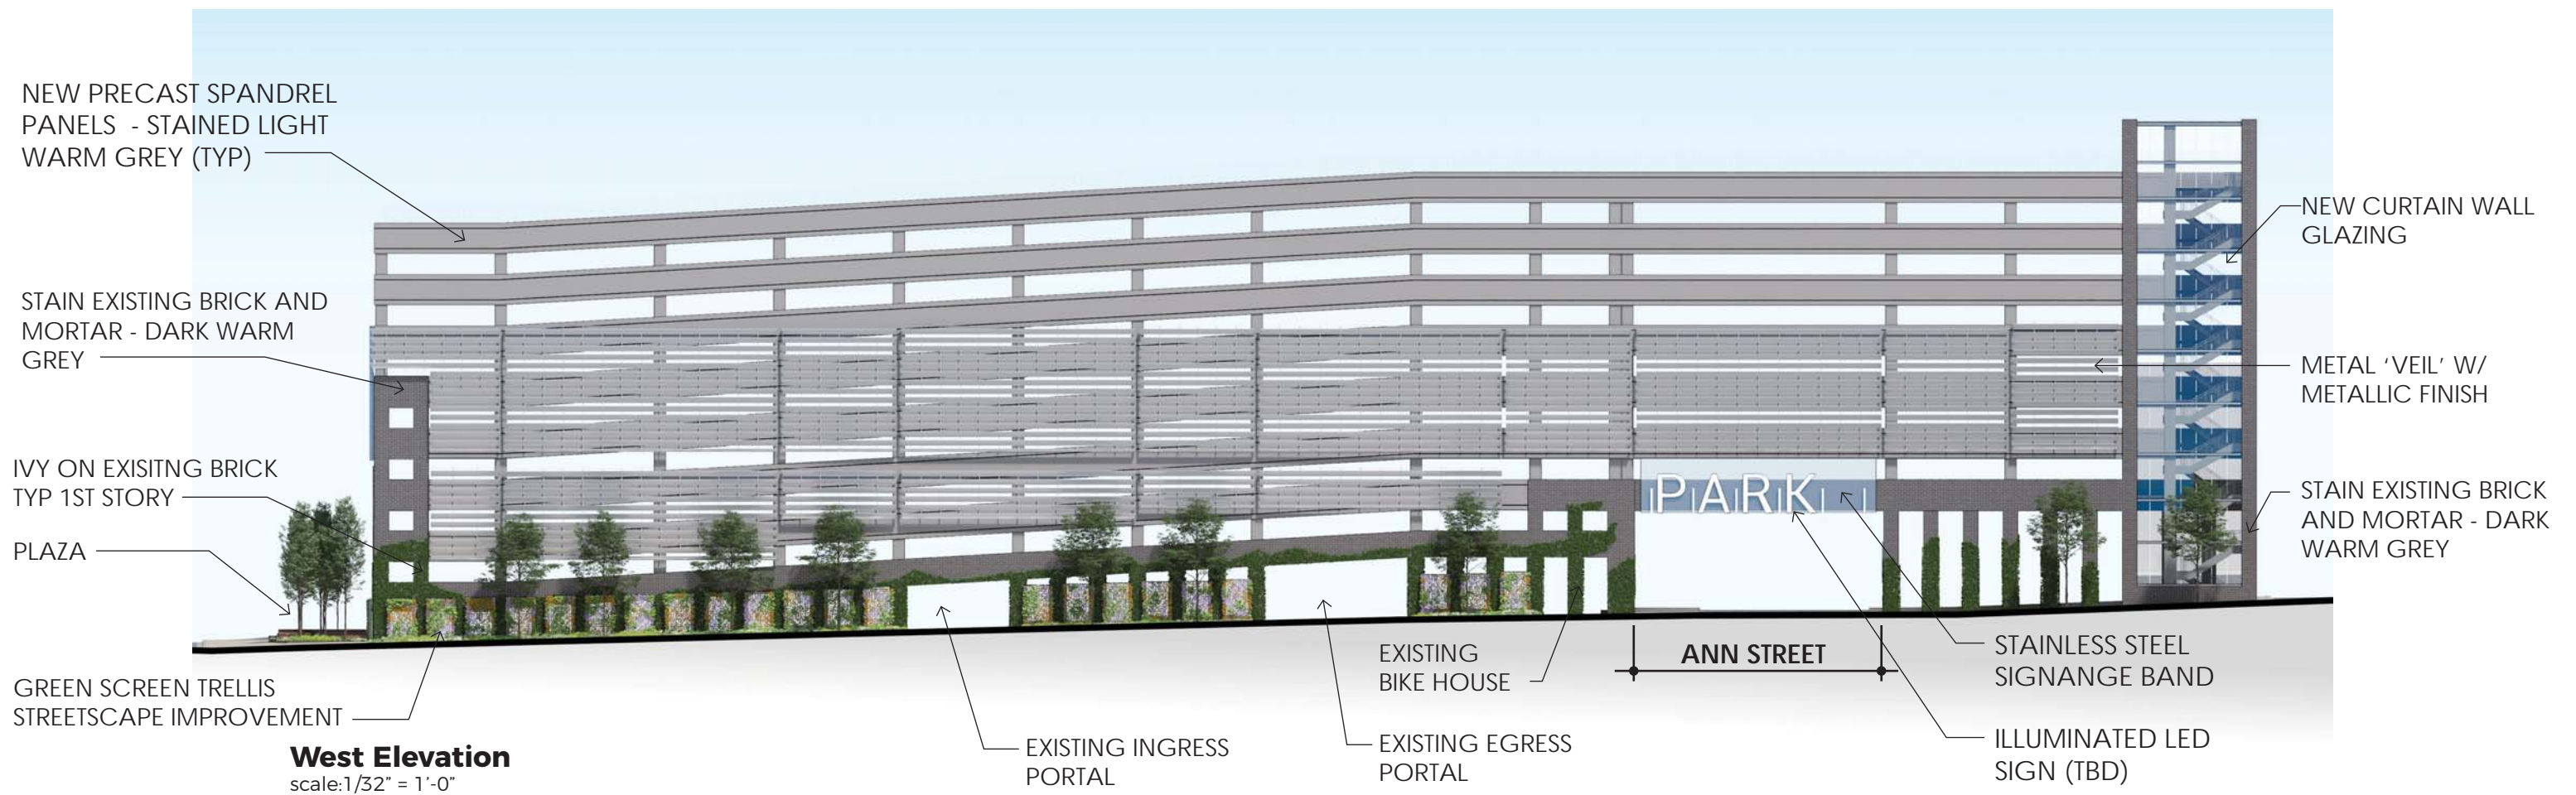 NEW PRECAST SPANDREL
PANELS - STAINED LIGHT
WARM GREY (TYP)
STAIN EXISTING BRICK AND
MORTAR - DARK WARM
GREY
IVY ON EXISITNG BRICK
TYP 1ST STORY
PLAZA
GREEN SCREEN TRELLIS
STREETSCAPE IMPROVEMENT
NEW CURTAIN WALL
GLAZING
METAL ‘VEIL’ W/
METALLIC FINISH
STAIN EXISTING BRICK
AND MORTAR - DARK
WARM GREY
PARK
EXISTING
BIKE HOUSE
ANN STREET
STAINLESS STEEL
SIGNANGE BAND
EXISTING INGRESS
PORTAL
EXISTING EGRESS
PORTAL
ILLUMINATED LED
SIGN (TBD)
West Elevation
scale:1/32” = 1’-0”